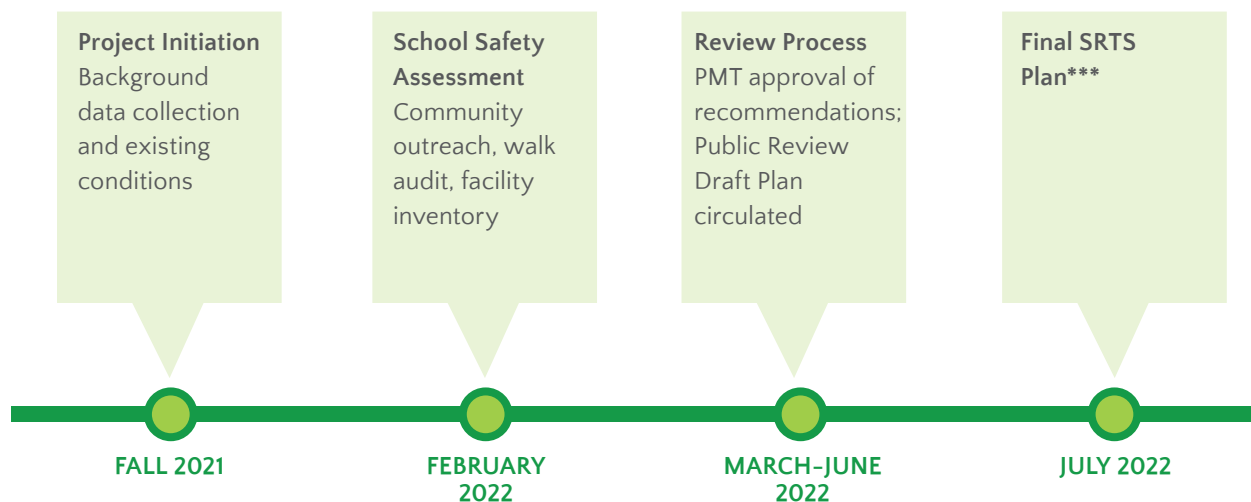 Project Initiation
Background
data collection
and existing
conditions
School Safety
Assessment
Community
outreach, walk
audit, facility
inventory
Review Process
PMT approval of
recommendations;
Public Review
Draft Plan
circulated
Final SRTS
Plan***
FALL 2021
FEBRUARY
2022
MARCH-JUNE
2022
JULY 2022